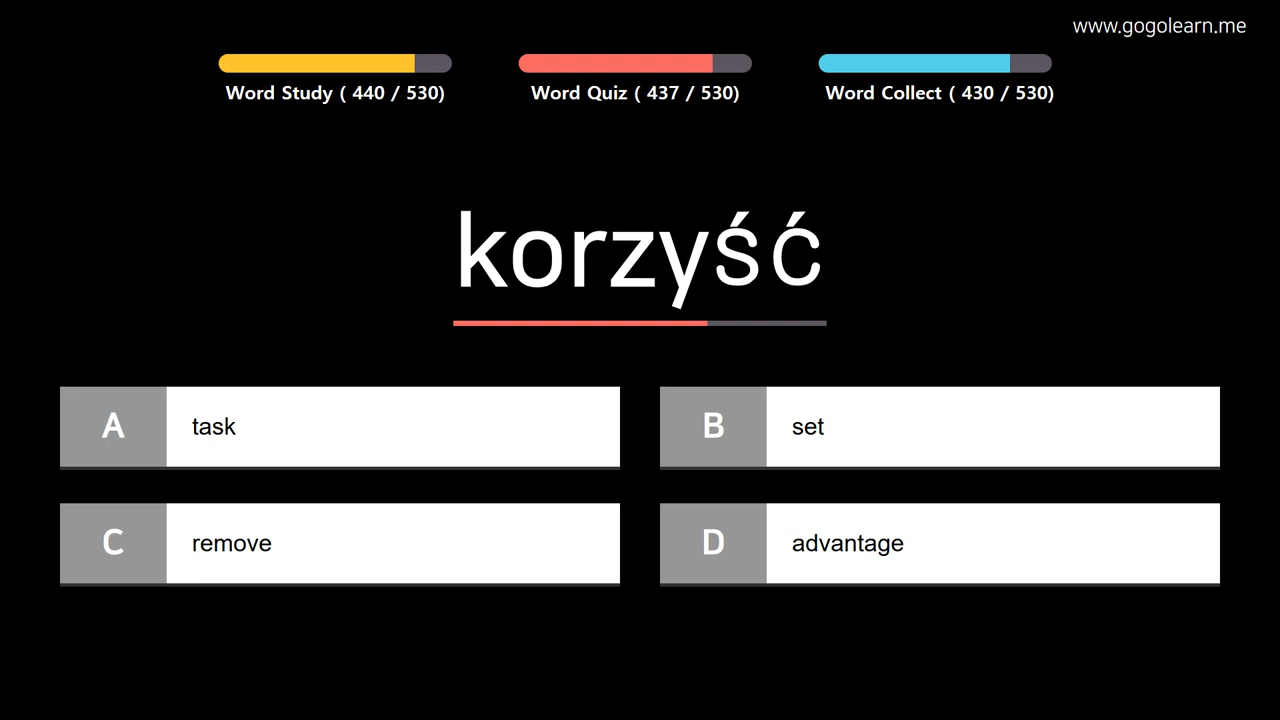 www.gogolearn.me
Word Study ( 440 / 530)
Word Quiz ( 437 / 530)
Word Collect ( 430 / 530)
korzyść
A task
B set
C remove
D advantage